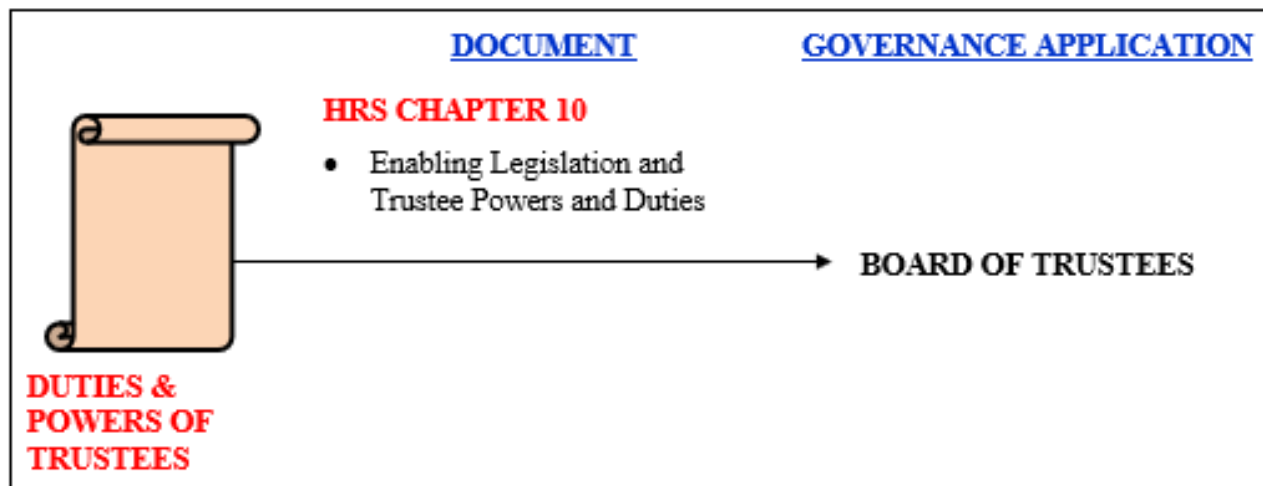 DOCUMENT
GOVERNANCE APPLICATION
HRS CHAPTER 10
• Enabling Legislation and
Trustee Powers and Duties
BOARD OF TRUSTEES
DUTIES &
POWERS OF
TRUSTEES